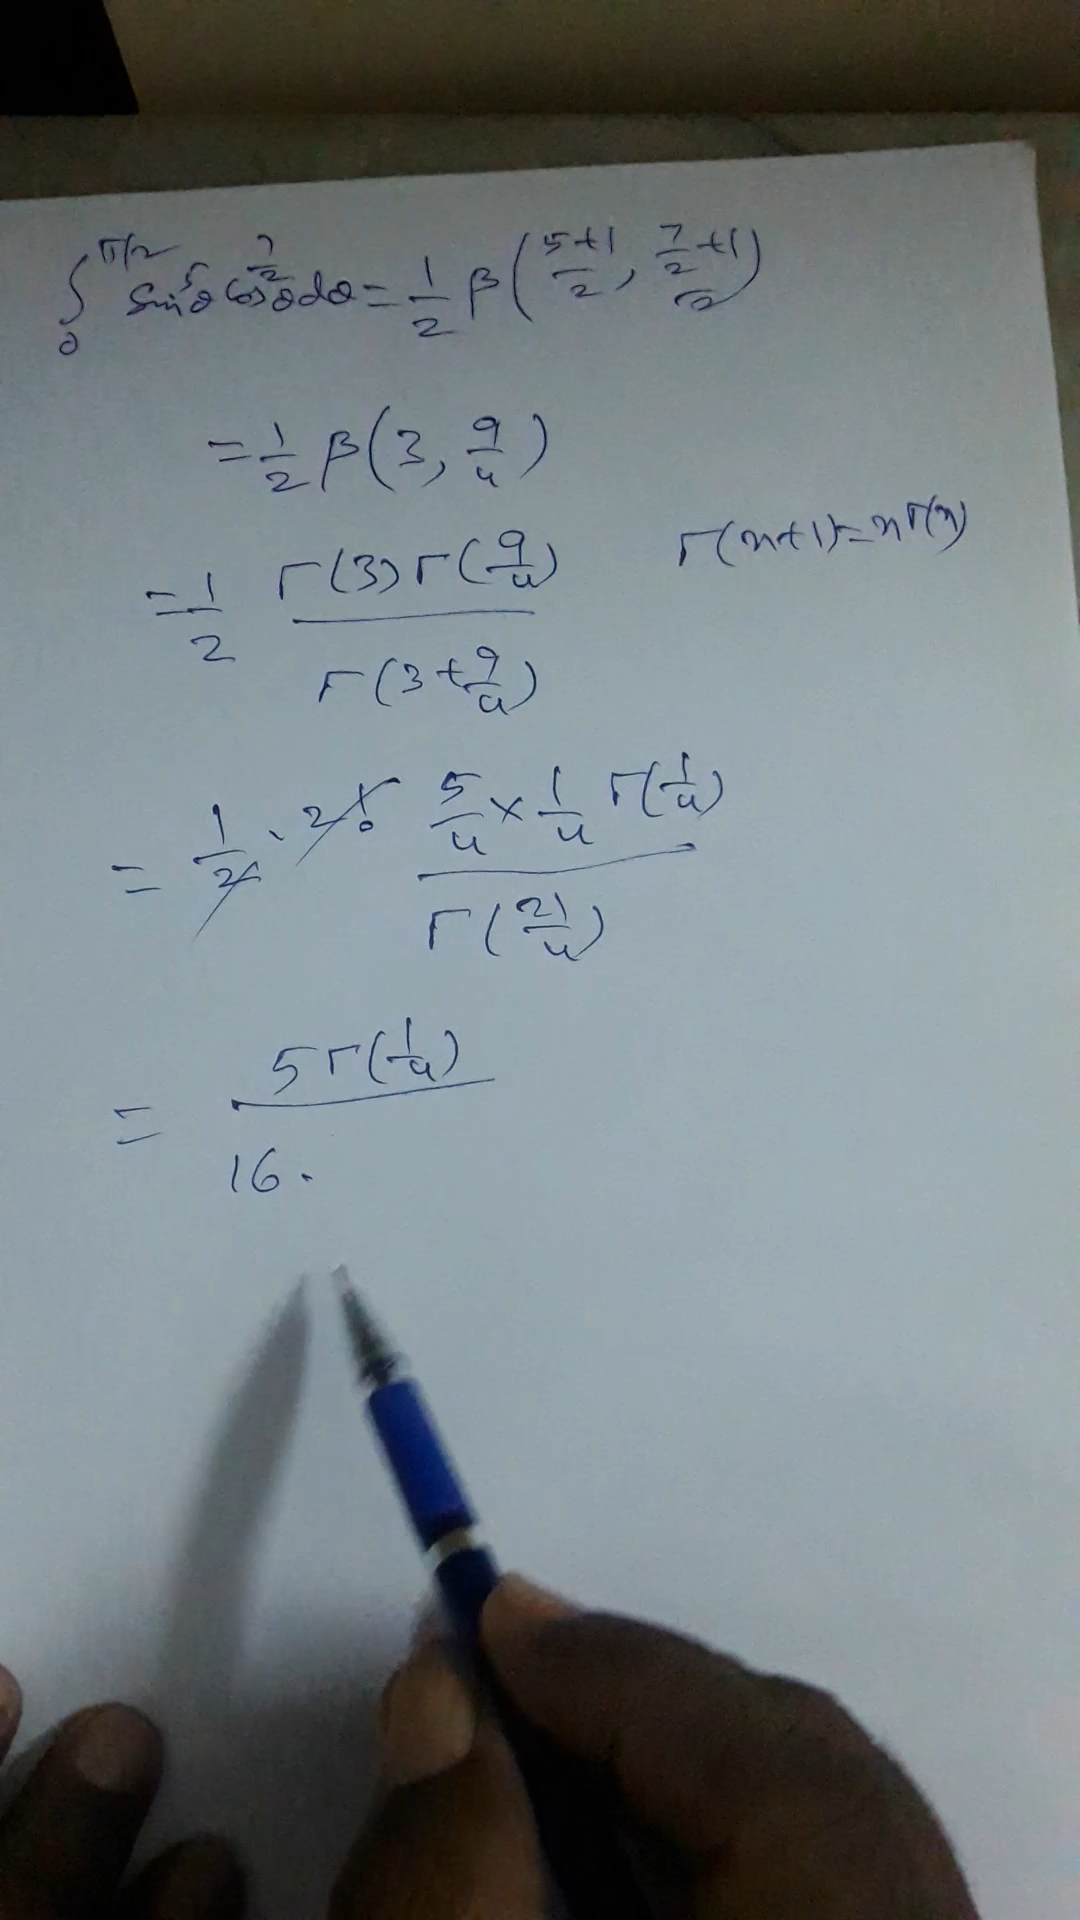 ∫₀^(π/2) sin⁵θ cos^(7/2)θ dθ = 1/2 β((5+1)/2, (7/2+1)/2)
= 1/2 β(3, 9/4)
= 1/2 Γ(3) Γ(9/4) / Γ(3+9/4)    Γ(n+1) = n Γ(n)
= 1/2 · 2! 5/4 × 1/4 Γ(1/4) / Γ(21/4)
= 5 Γ(1/4) / 16 ·